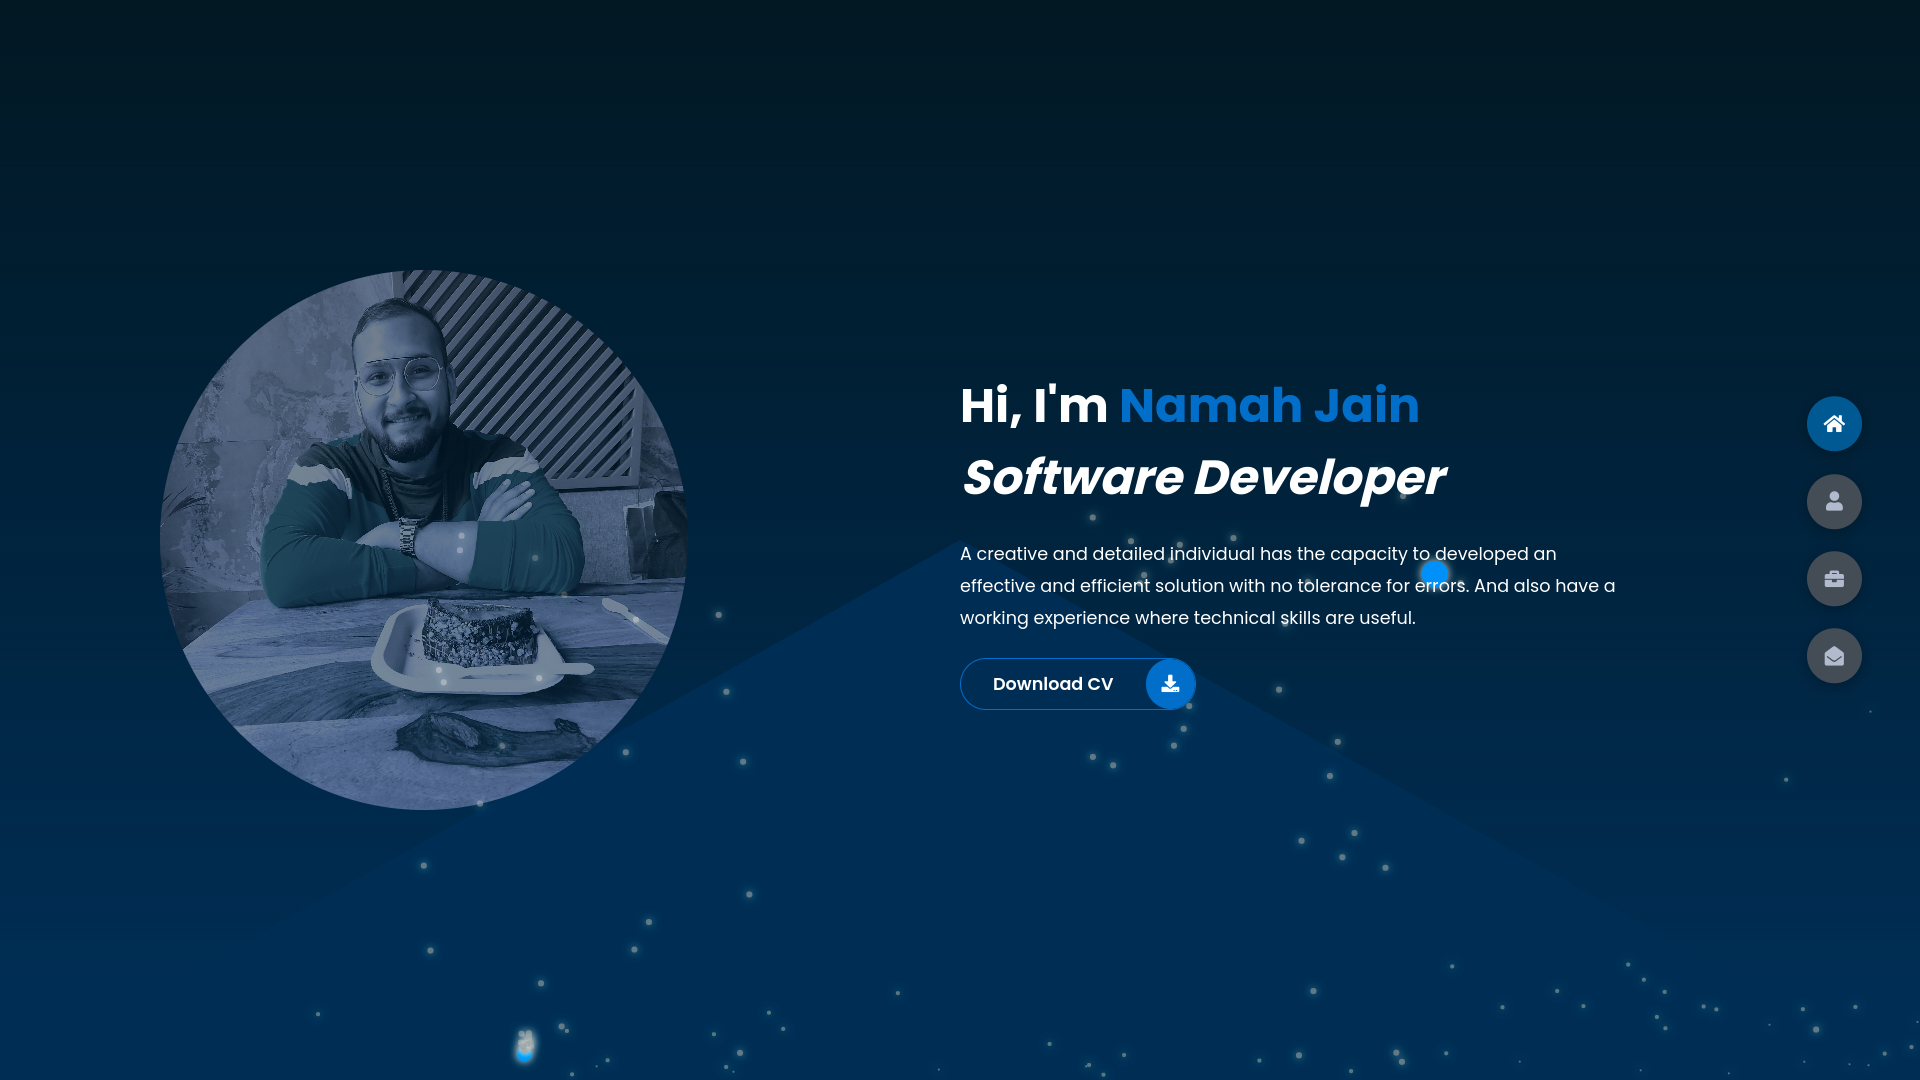 Hi, I'm Namah Jain
Software Developer
A creative and detailed individual has the capacity to developed an
effective and efficient solution with no tolerance for errors. And also have a
working experience where technical skills are useful.
Download CV